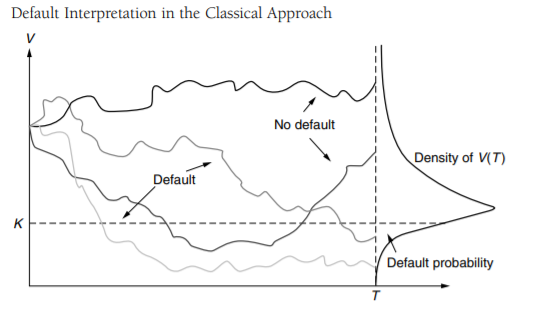 Default Interpretation in the Classical Approach
V
No default
Density of V(T)
Default
K
Default probability
T